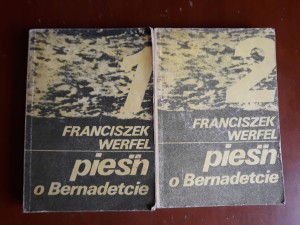 1
FRANCISZEK
WERFEL
pieśń
o Bernadetcie
2
FRANCISZEK
WERFEL
pieśń
o Bernadetcie